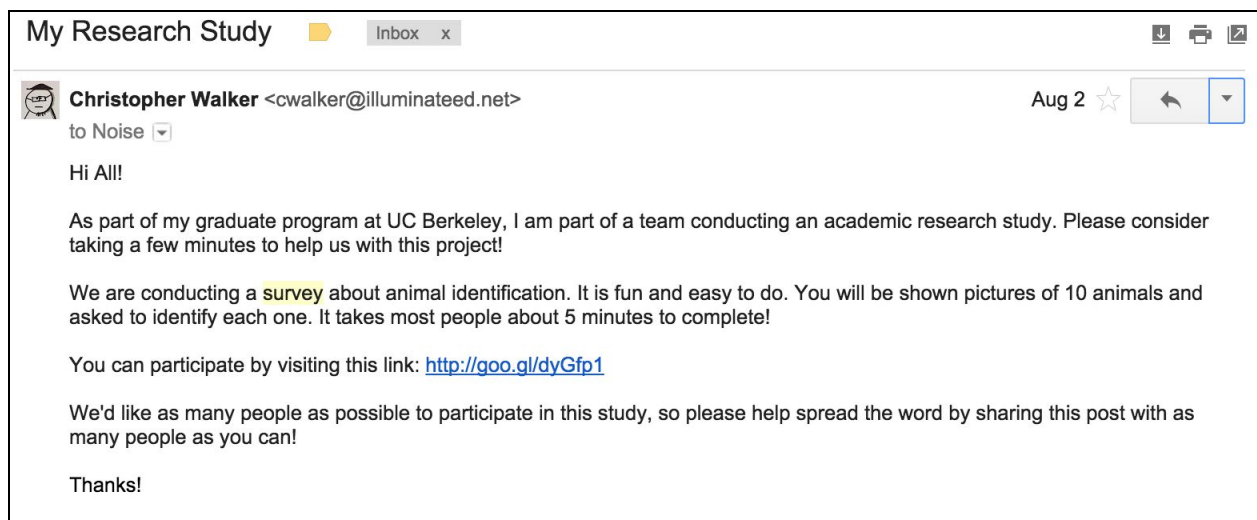 My Research Study Inbox x
Christopher Walker <cwalker@illuminateed.net> Aug 2
to Noise
Hi All!
As part of my graduate program at UC Berkeley, I am part of a team conducting an academic research study. Please consider
taking a few minutes to help us with this project!
We are conducting a survey about animal identification. It is fun and easy to do. You will be shown pictures of 10 animals and
asked to identify each one. It takes most people about 5 minutes to complete!
You can participate by visiting this link: http://goo.gl/dyGfp1
We'd like as many people as possible to participate in this study, so please help spread the word by sharing this post with as
many people as you can!
Thanks!